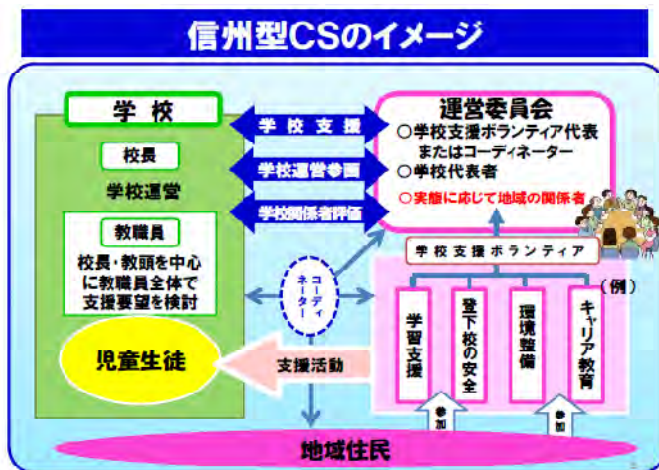 信州型CSのイメージ
学校
校長
学校運営
教職員
校長・教頭を中心
に教職員全体で
支援要望を検討
児童生徒
学校支援
学校運営参画
学校関係者評価
運営委員会
○学校支援ボランティア代表
またはコーディネーター
○学校代表者
○実態に応じて地域の関係者
学校支援ボランティア
(例)
コーディ
ネーター
学習支援
登下校の安全
環境整備
キャリア教育
支援活動
参加
参加
地域住民